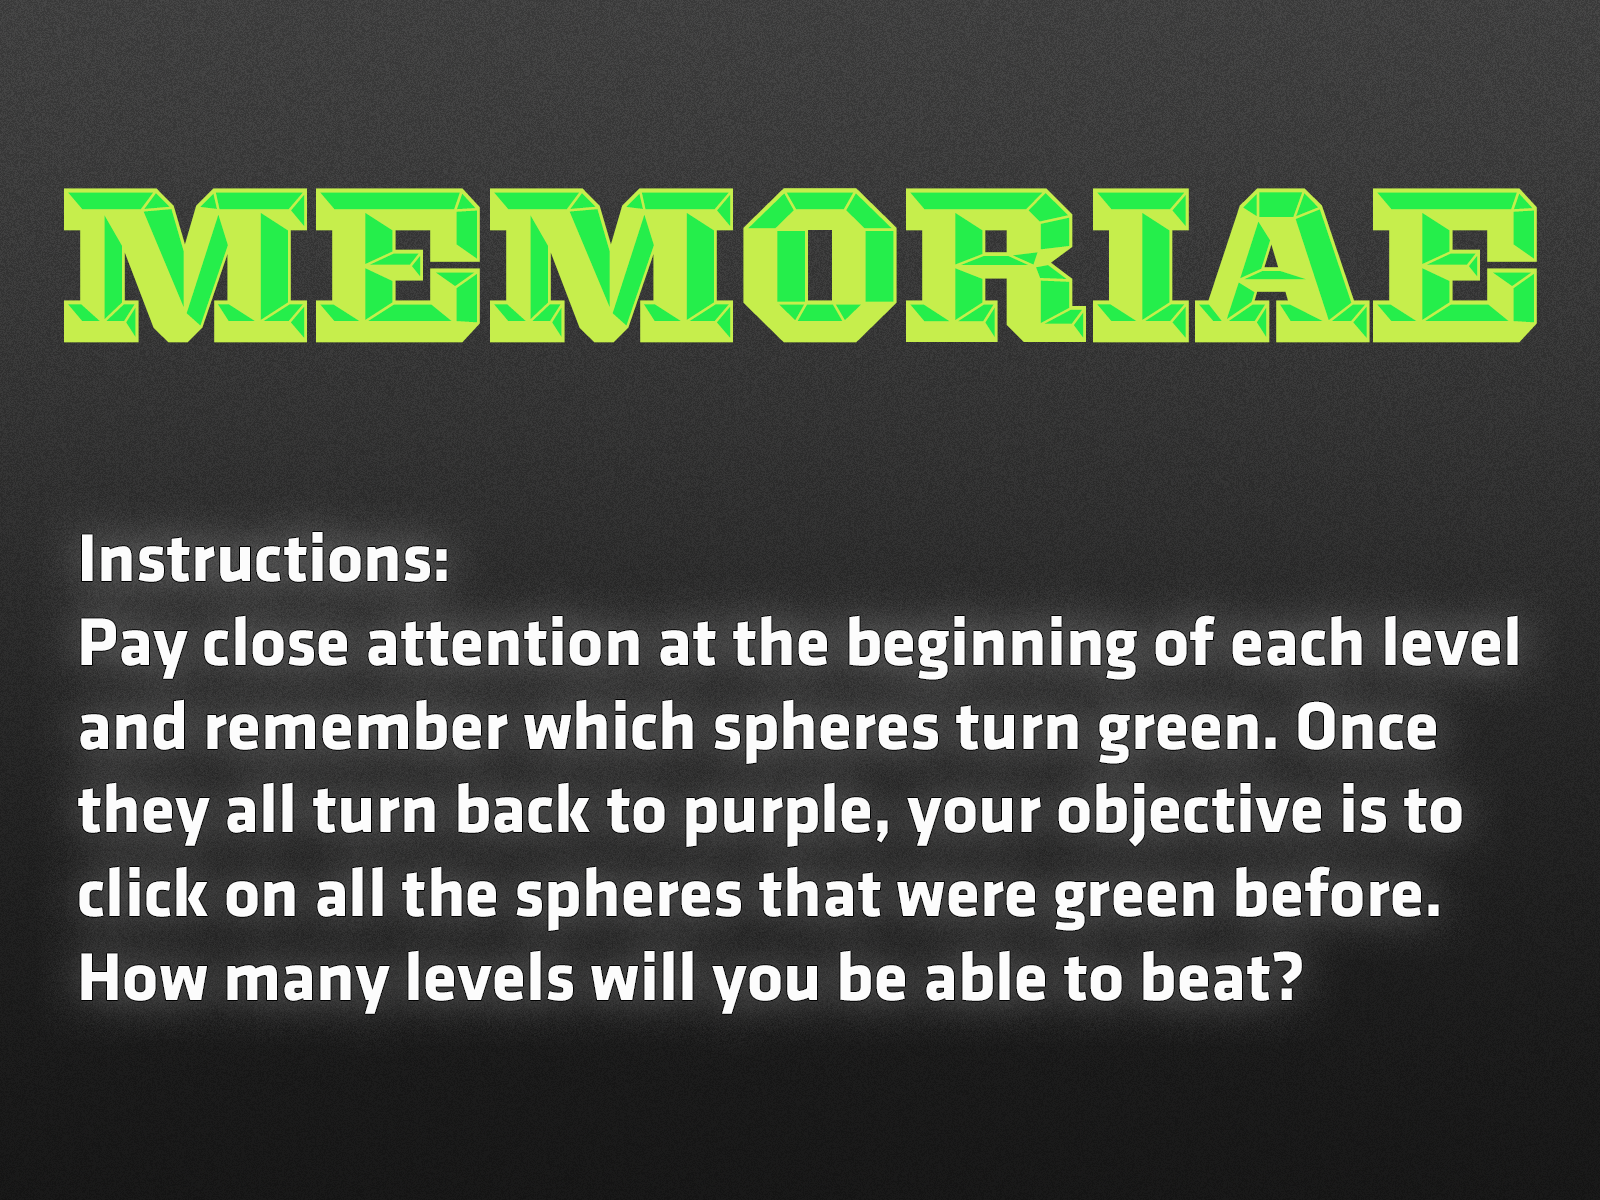 MEMORIAE
Instructions:
Pay close attention at the beginning of each level
and remember which spheres turn green. Once
they all turn back to purple, your objective is to
click on all the spheres that were green before.
How many levels will you be able to beat?